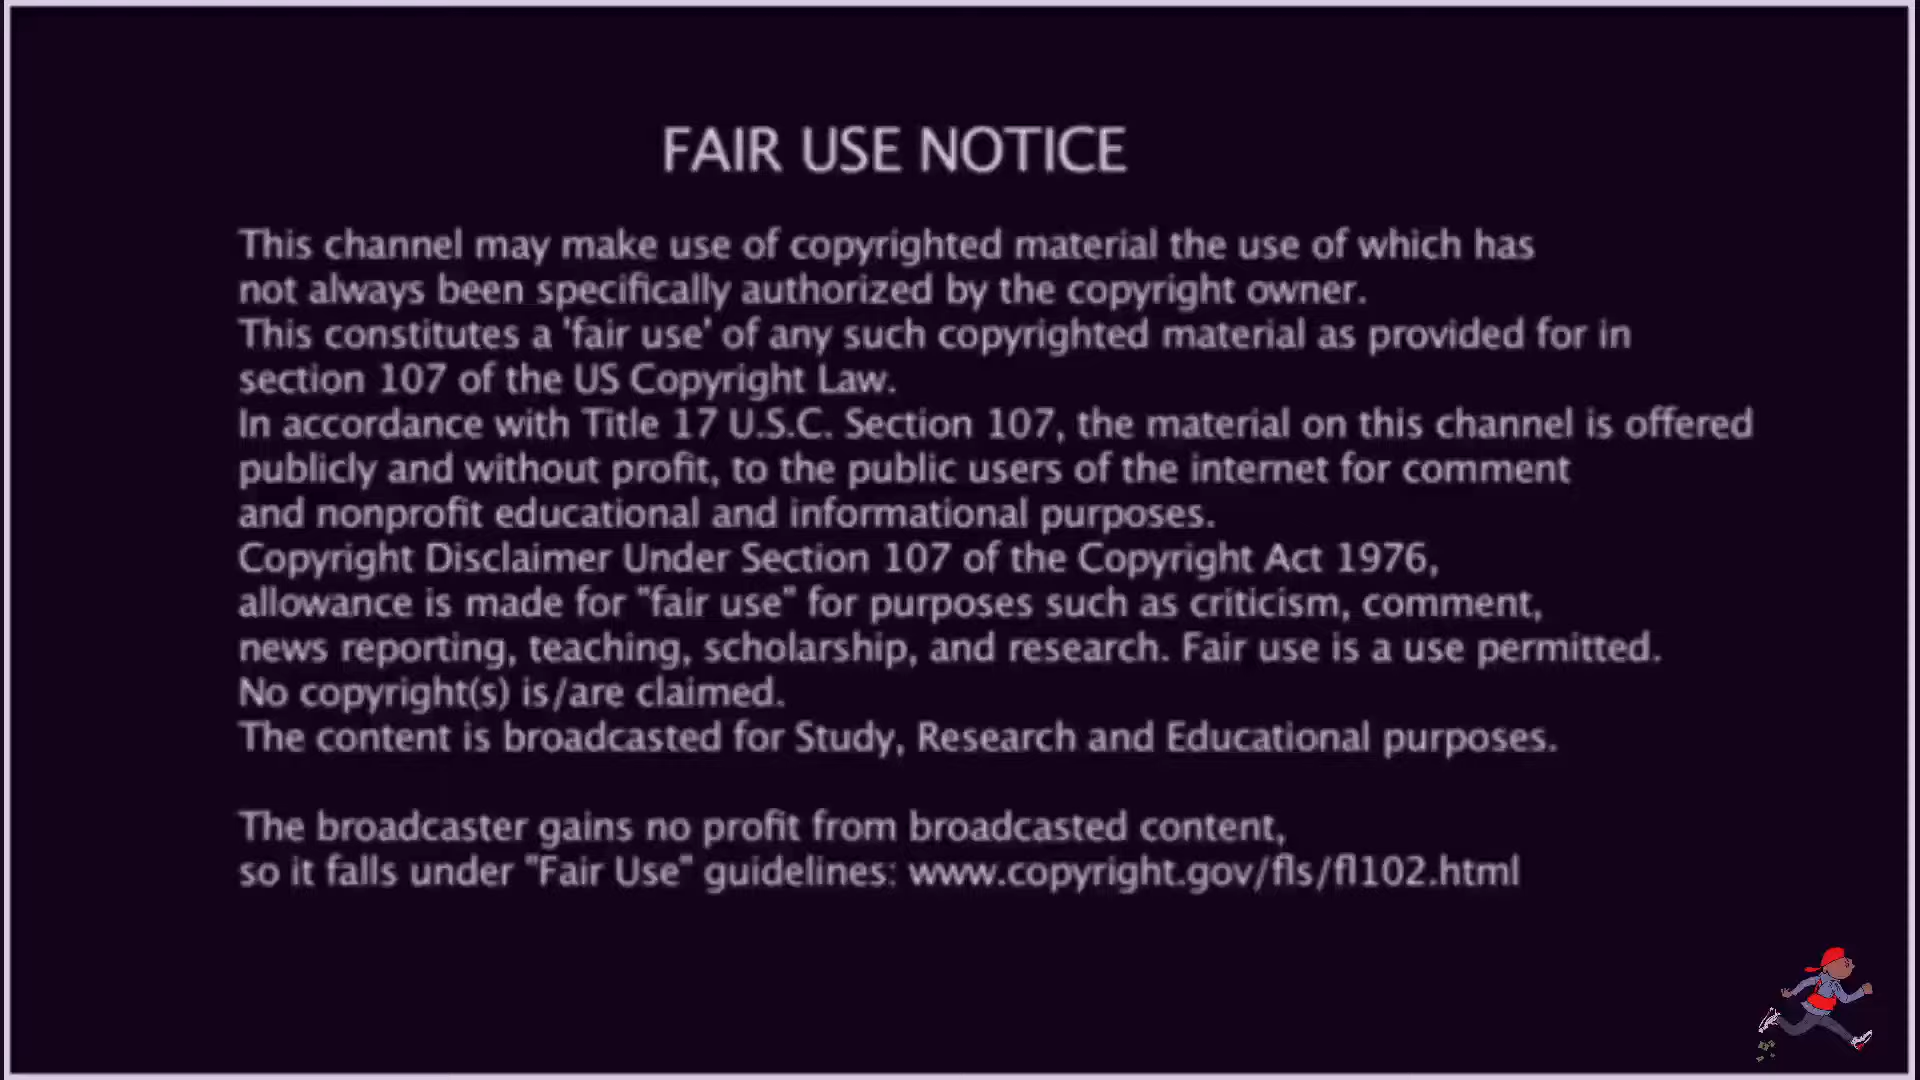 FAIR USE NOTICE
This channel may make use of copyrighted material the use of which has
not always been specifically authorized by the copyright owner.
This constitutes a 'fair use' of any such copyrighted material as provided for in
section 107 of the US Copyright Law.
In accordance with Title 17 U.S.C. Section 107, the material on this channel is offered
publicly and without profit, to the public users of the internet for comment
and nonprofit educational and informational purposes.
Copyright Disclaimer Under Section 107 of the Copyright Act 1976,
allowance is made for "fair use" for purposes such as criticism, comment,
news reporting, teaching, scholarship, and research. Fair use is a use permitted.
No copyright(s) is/are claimed.
The content is broadcasted for Study, Research and Educational purposes.
The broadcaster gains no profit from broadcasted content,
so it falls under "Fair Use" guidelines: www.copyright.gov/fls/fl102.html